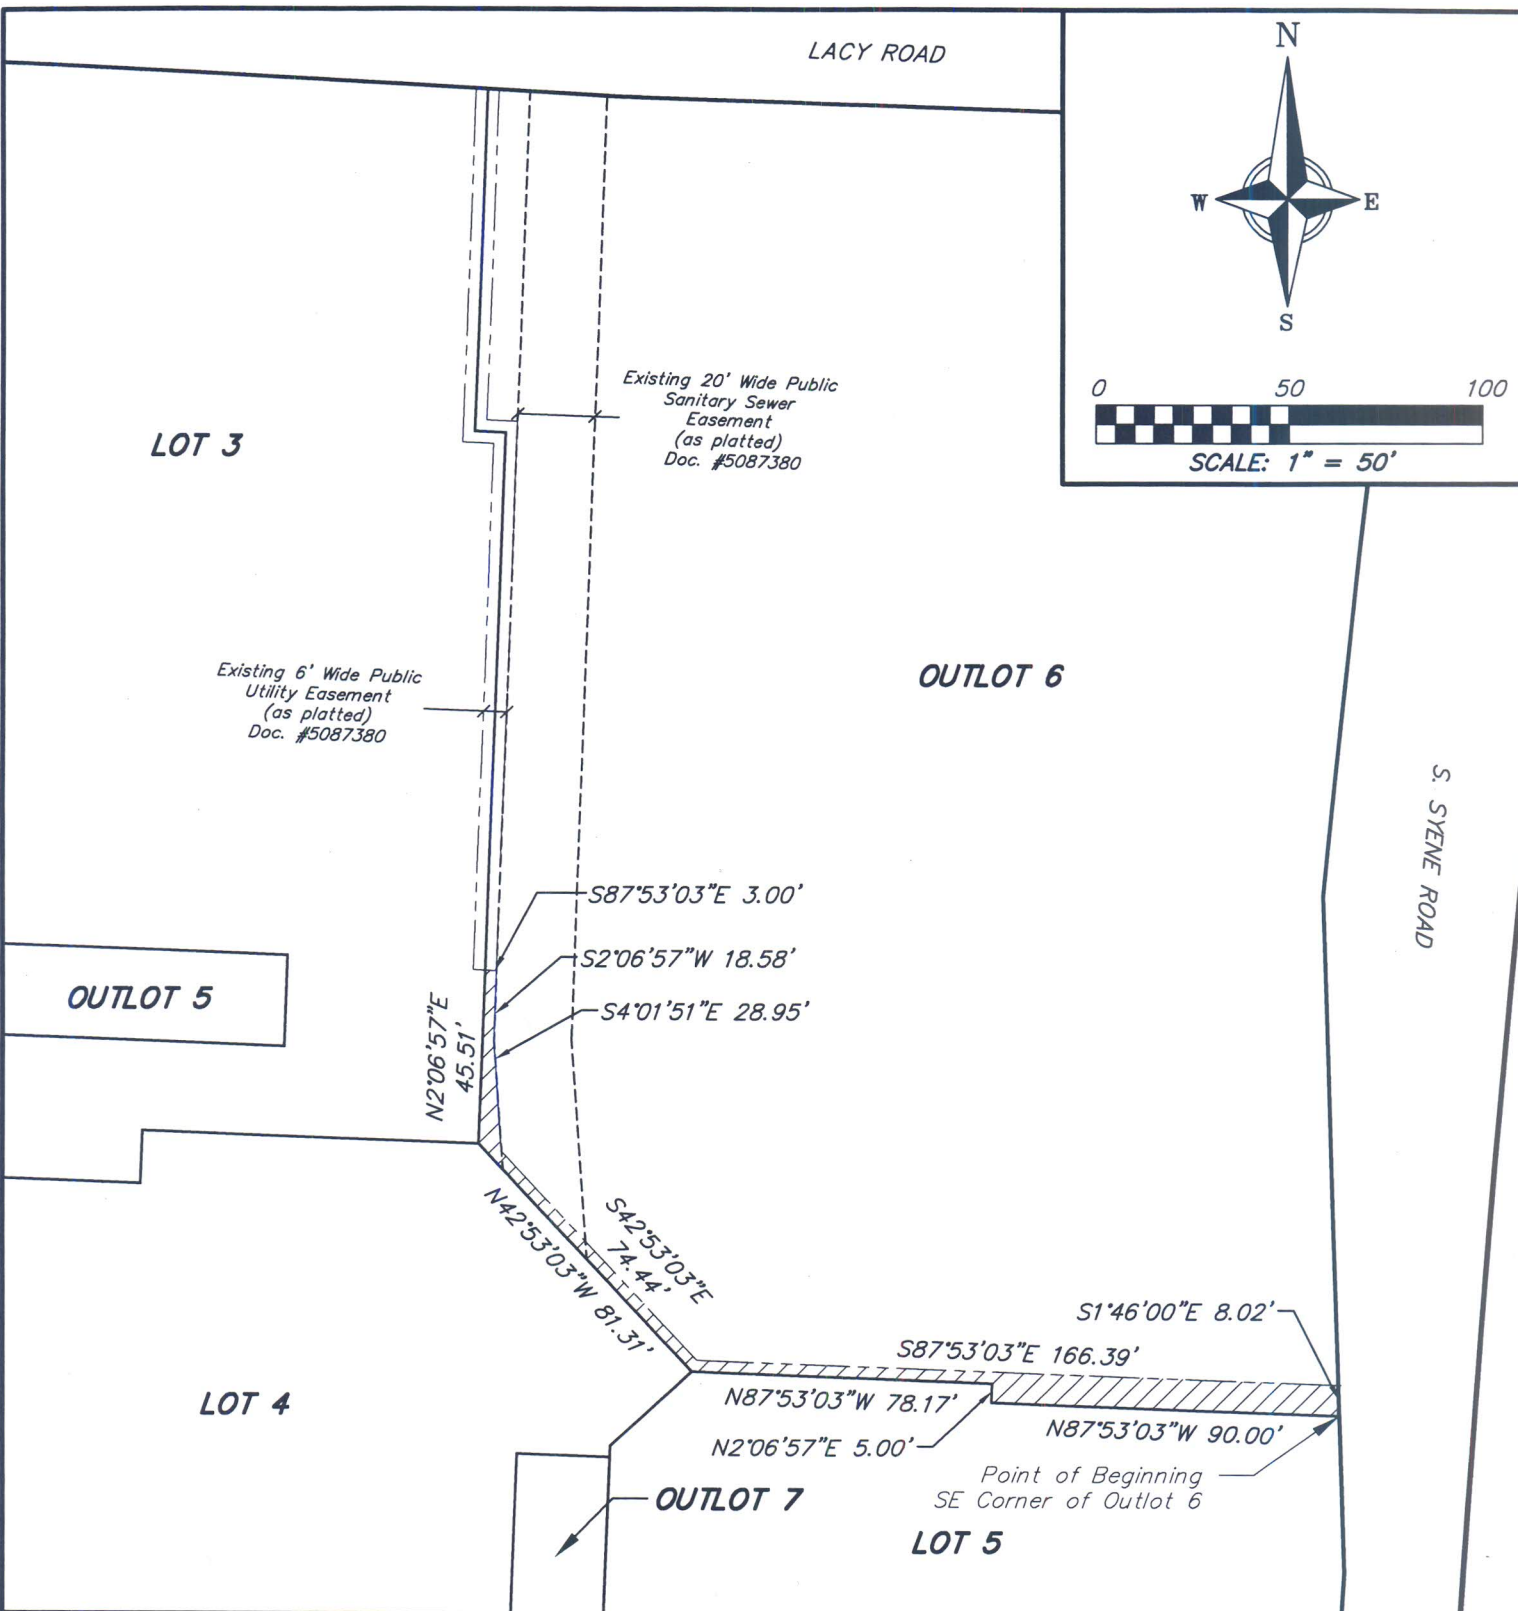 LACY ROAD
N
W
E
S
0 50 100
SCALE: 1" = 50'
Existing 20' Wide Public
Sanitary Sewer
Easement
(as platted)
Doc. #5087380
LOT 3
Existing 6' Wide Public
Utility Easement
(as platted)
Doc. #5087380
OUTLOT 6
S. SYENE ROAD
S87°53'03"E 3.00'
S2°06'57"W 18.58'
S4°01'51"E 28.95'
OUTLOT 5
N2°06'57"E
45.51'
S42°53'03"E
74.44'
N42°53'03"W 81.31'
S1°46'00"E 8.02'
S87°53'03"E 166.39'
LOT 4
N87°53'03"W 78.17'
N87°53'03"W 90.00'
N2°06'57"E 5.00'
Point of Beginning
SE Corner of Outlot 6
OUTLOT 7
LOT 5